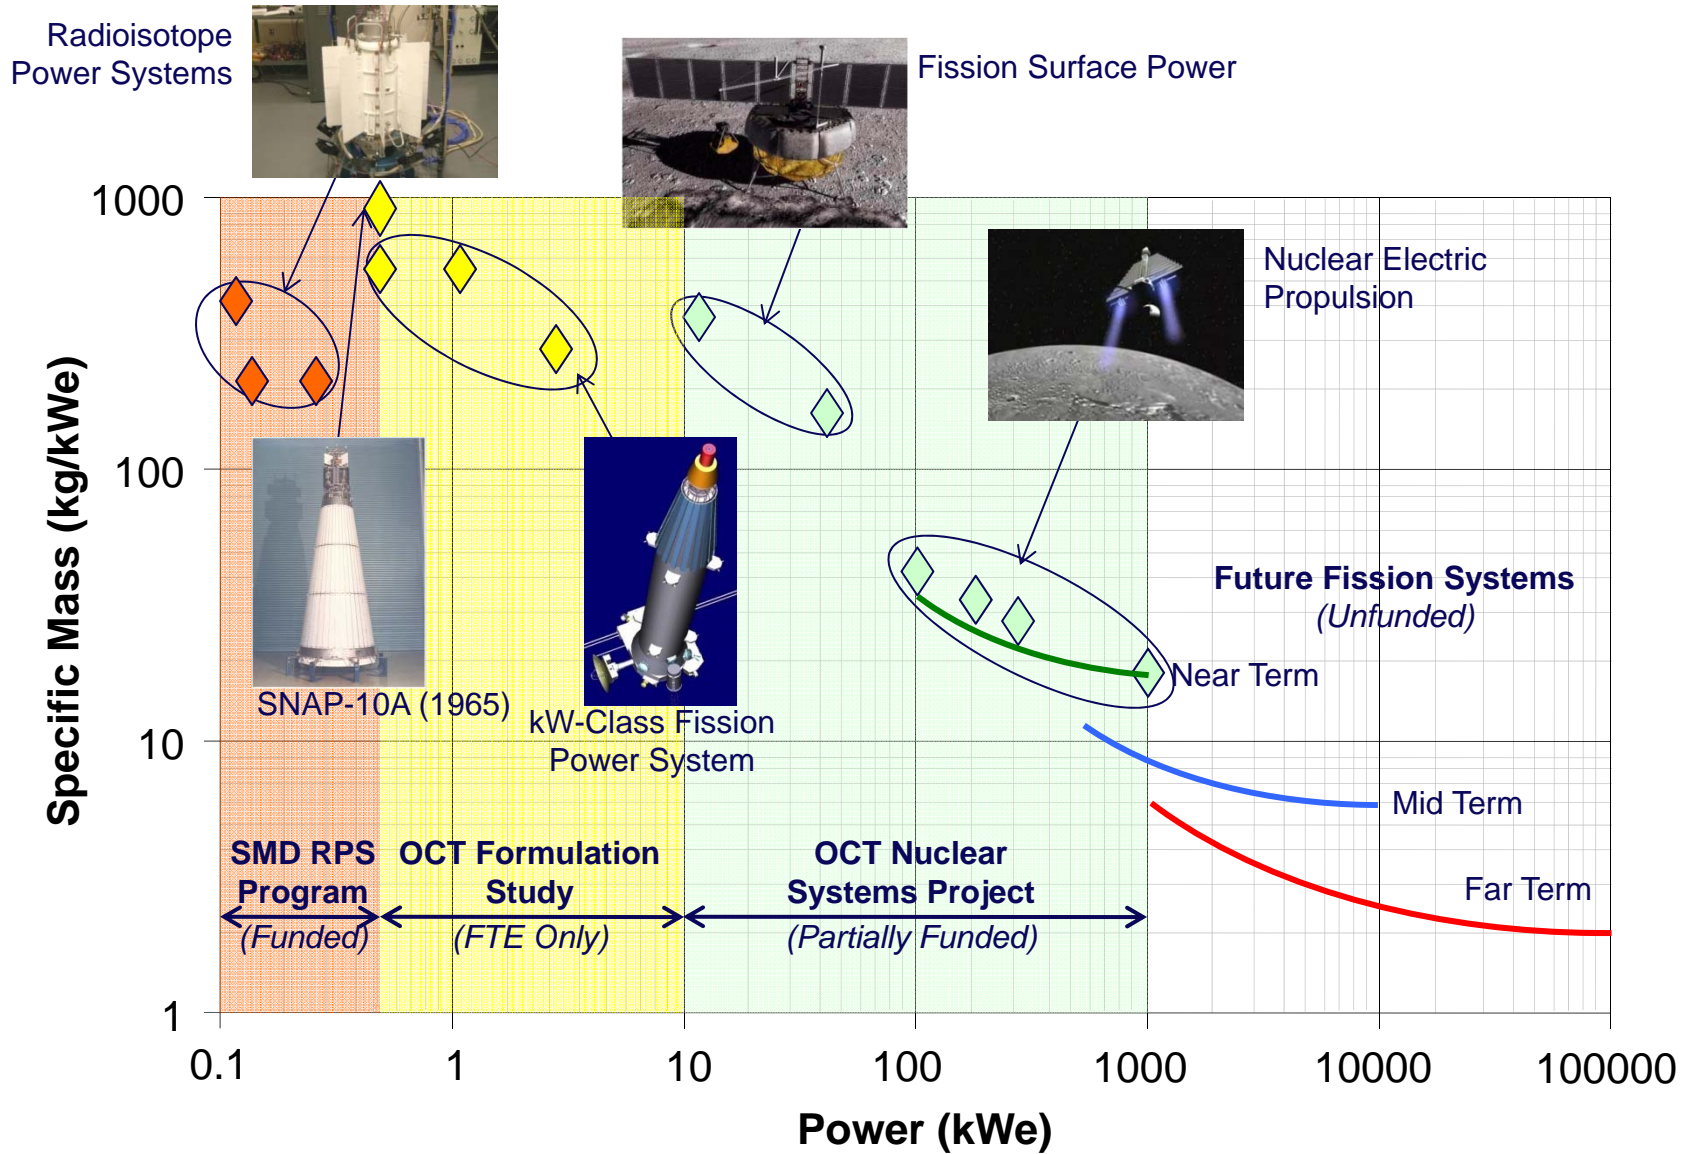 Radioisotope
Power Systems
Fission Surface Power
Nuclear Electric
Propulsion
1000
100
10
1
Specific Mass (kg/kWe)
Future Fission Systems
(Unfunded)
Near Term
Mid Term
Far Term
SNAP-10A (1965)
kW-Class Fission
Power System
SMD RPS
Program
(Funded)
OCT Formulation
Study
(FTE Only)
OCT Nuclear
Systems Project
(Partially Funded)
0.1
1
10
100
1000
10000
100000
Power (kWe)